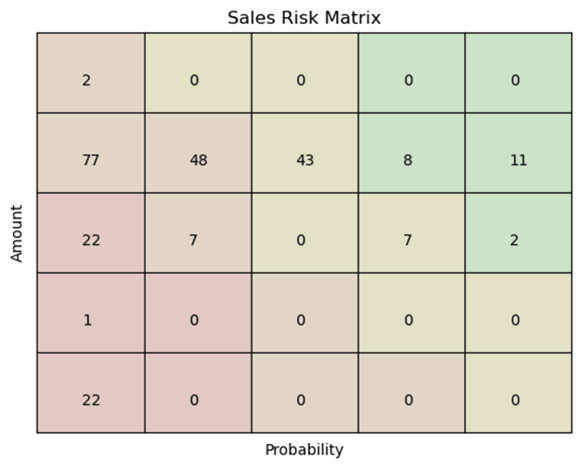 Sales Risk Matrix
2 0 0 0 0
77 48 43 8 11
Amount
22 7 0 7 2
1 0 0 0 0
22 0 0 0 0
Probability